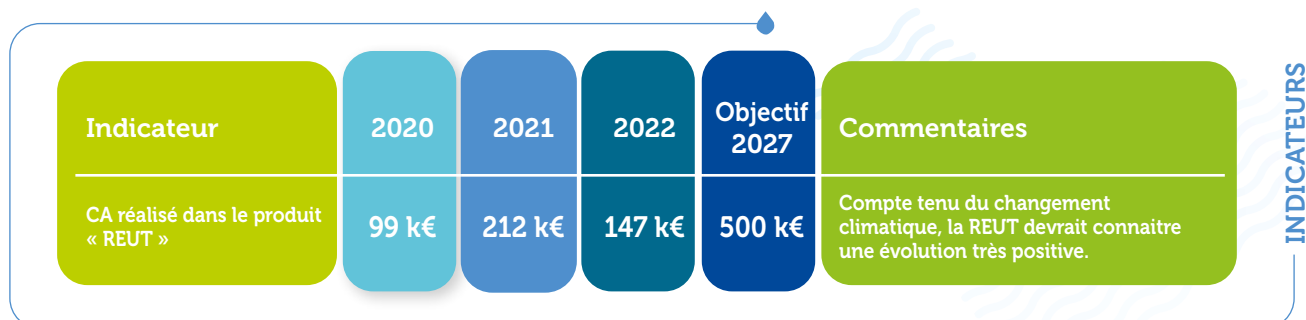 Indicateur
2020
2021
2022
Objectif
2027
Commentaires
CA réalisé dans le produit
« REUT »
99 k€
212 k€
147 k€
500 k€
Compte tenu du changement
climatique, la REUT devrait connaitre
une évolution très positive.
INDICATEURS